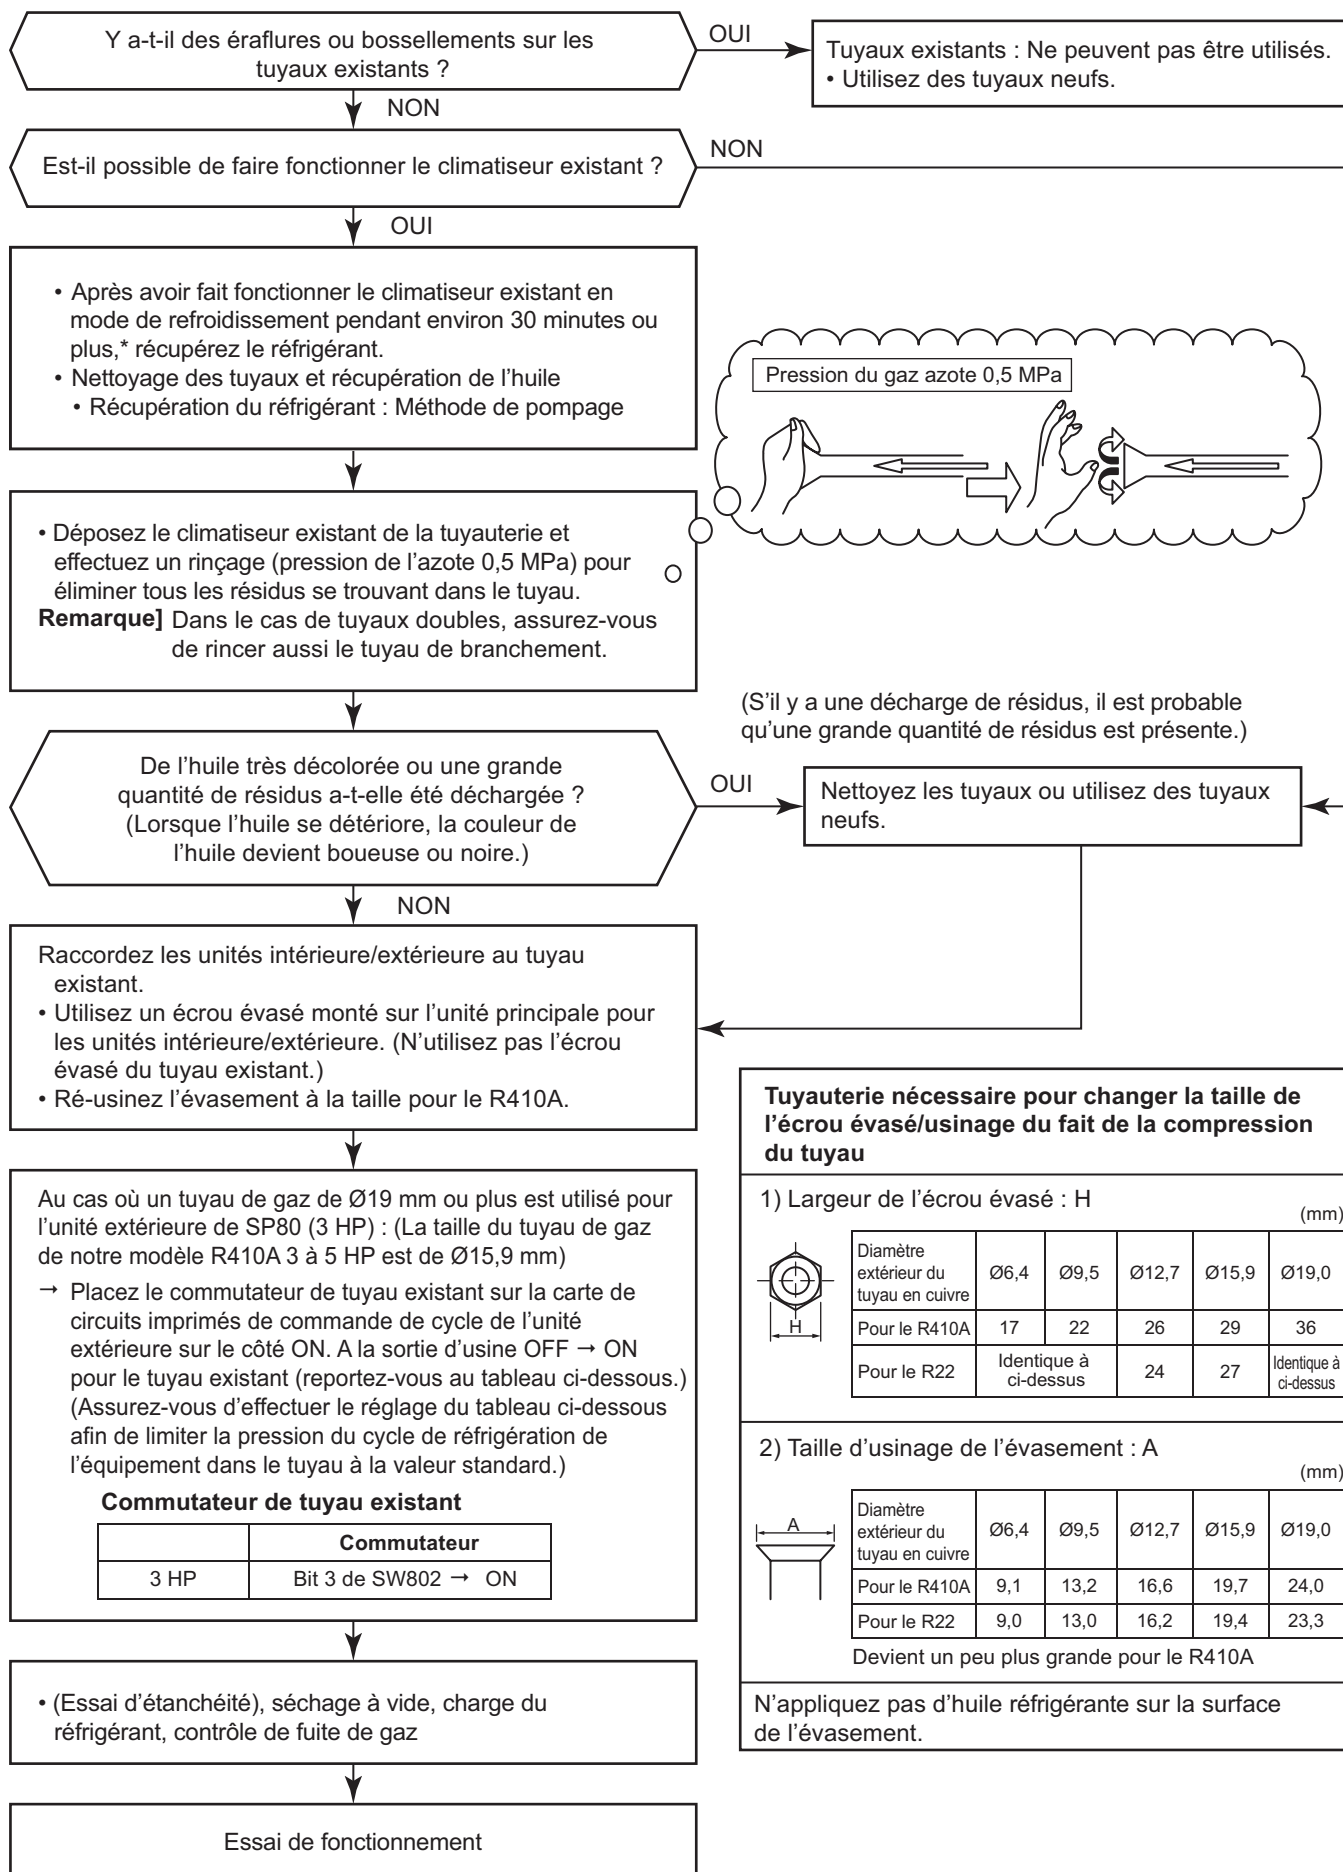 Y a-t-il des éraflures ou bossellements sur les
tuyaux existants ?
OUI
Tuyaux existants : Ne peuvent pas être utilisés.
• Utilisez des tuyaux neufs.
NON
Est-il possible de faire fonctionner le climatiseur existant ?
NON
OUI
• Après avoir fait fonctionner le climatiseur existant en
mode de refroidissement pendant environ 30 minutes ou
plus,* récupérez le réfrigérant.
• Nettoyage des tuyaux et récupération de l’huile
• Récupération du réfrigérant : Méthode de pompage
Pression du gaz azote 0,5 MPa
• Déposez le climatiseur existant de la tuyauterie et
effectuez un rinçage (pression de l’azote 0,5 MPa) pour
éliminer tous les résidus se trouvant dans le tuyau.
Remarque] Dans le cas de tuyaux doubles, assurez-vous
de rincer aussi le tuyau de branchement.
(S’il y a une décharge de résidus, il est probable
qu’une grande quantité de résidus est présente.)
De l’huile très décolorée ou une grande
quantité de résidus a-t-elle été déchargée ?
(Lorsque l’huile se détériore, la couleur de
l’huile devient boueuse ou noire.)
OUI
Nettoyez les tuyaux ou utilisez des tuyaux
neufs.
NON
Raccordez les unités intérieure/extérieure au tuyau
existant.
• Utilisez un écrou évasé monté sur l’unité principale pour
les unités intérieure/extérieure. (N’utilisez pas l’écrou
évasé du tuyau existant.)
• Ré-usinez l’évasement à la taille pour le R410A.
Au cas où un tuyau de gaz de Ø19 mm ou plus est utilisé pour
l’unité extérieure de SP80 (3 HP) : (La taille du tuyau de gaz
de notre modèle R410A 3 à 5 HP est de Ø15,9 mm)
→ Placez le commutateur de tuyau existant sur la carte de
circuits imprimés de commande de cycle de l’unité
extérieure sur le côté ON. A la sortie d’usine OFF → ON
pour le tuyau existant (reportez-vous au tableau ci-dessous.)
(Assurez-vous d’effectuer le réglage du tableau ci-dessous
afin de limiter la pression du cycle de réfrigération de
l’équipement dans le tuyau à la valeur standard.)
Commutateur de tuyau existant
Commutateur
3 HP Bit 3 de SW802 → ON
• (Essai d’étanchéité), séchage à vide, charge du
réfrigérant, contrôle de fuite de gaz
Essai de fonctionnement
Tuyauterie nécessaire pour changer la taille de
l’écrou évasé/usinage du fait de la compression
du tuyau
1) Largeur de l’écrou évasé : H
(mm)
H
Diamètre
extérieur du
tuyau en cuivre
Ø6,4 Ø9,5 Ø12,7 Ø15,9 Ø19,0
Pour le R410A 17 22 26 29 36
Pour le R22 Identique à
ci-dessus
24 27 Identique à
ci-dessus
2) Taille d’usinage de l’évasement : A
(mm)
A
Diamètre
extérieur du
tuyau en cuivre
Ø6,4 Ø9,5 Ø12,7 Ø15,9 Ø19,0
Pour le R410A 9,1 13,2 16,6 19,7 24,0
Pour le R22 9,0 13,0 16,2 19,4 23,3
Devient un peu plus grande pour le R410A
N’appliquez pas d’huile réfrigérante sur la surface
de l’évasement.